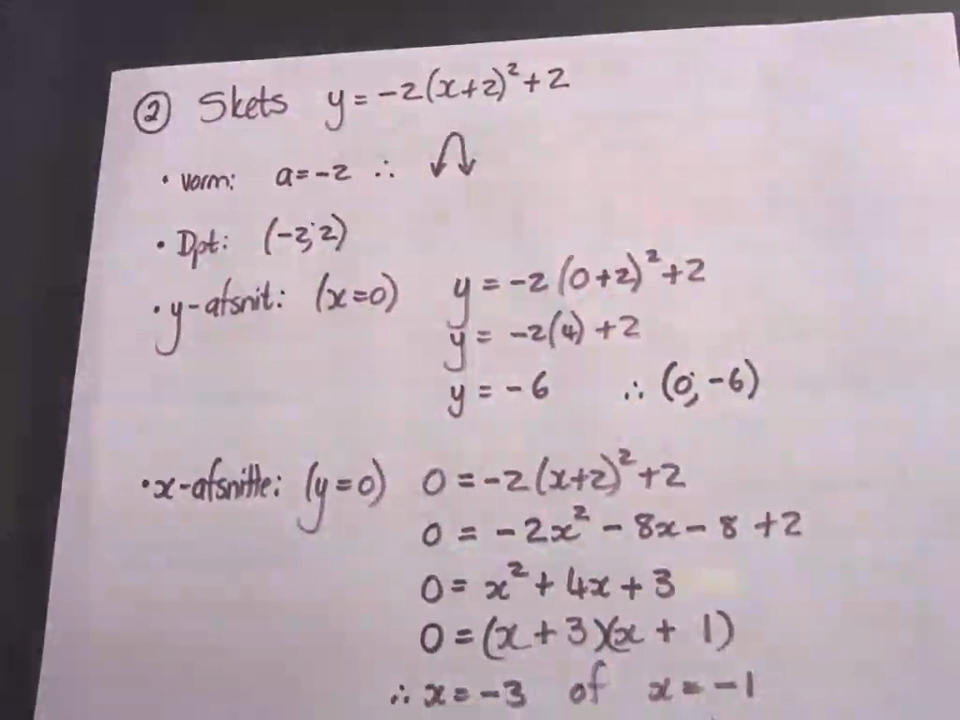 ② Skets y = -2(x+2)² + 2
• vorm: a = -2 ∴
• Dpt: (-2; 2)
• y-afsnit: (x=0) y = -2(0+2)² + 2
y = -2(4) + 2
y = -6 ∴ (0; -6)
• x-afsnitte: (y=0) 0 = -2(x+2)² + 2
0 = -2x² - 8x - 8 + 2
0 = x² + 4x + 3
0 = (x + 3)(x + 1)
∴ x = -3 of x = -1